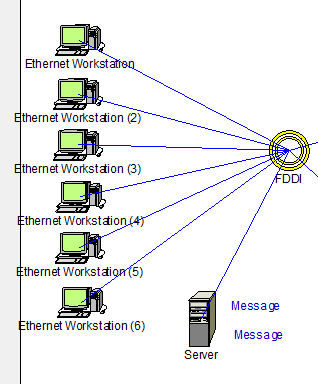 Ethernet Workstation
Ethernet Workstation (2)
Ethernet Workstation (3)
FDDI
Ethernet Workstation (4)
Ethernet Workstation (5)
Message
Ethernet Workstation (6)
Message
Server